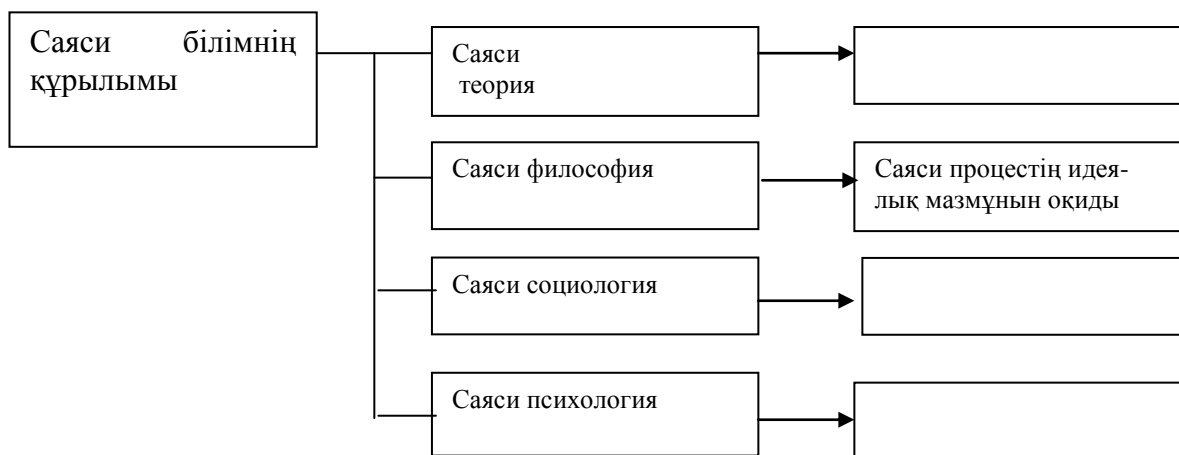 Саяси білімнің
құрылымы
Саяси
теория
Саяси философия
Саяси процестің идея-
лық мазмұнын оқиды
Саяси социология
Саяси психология